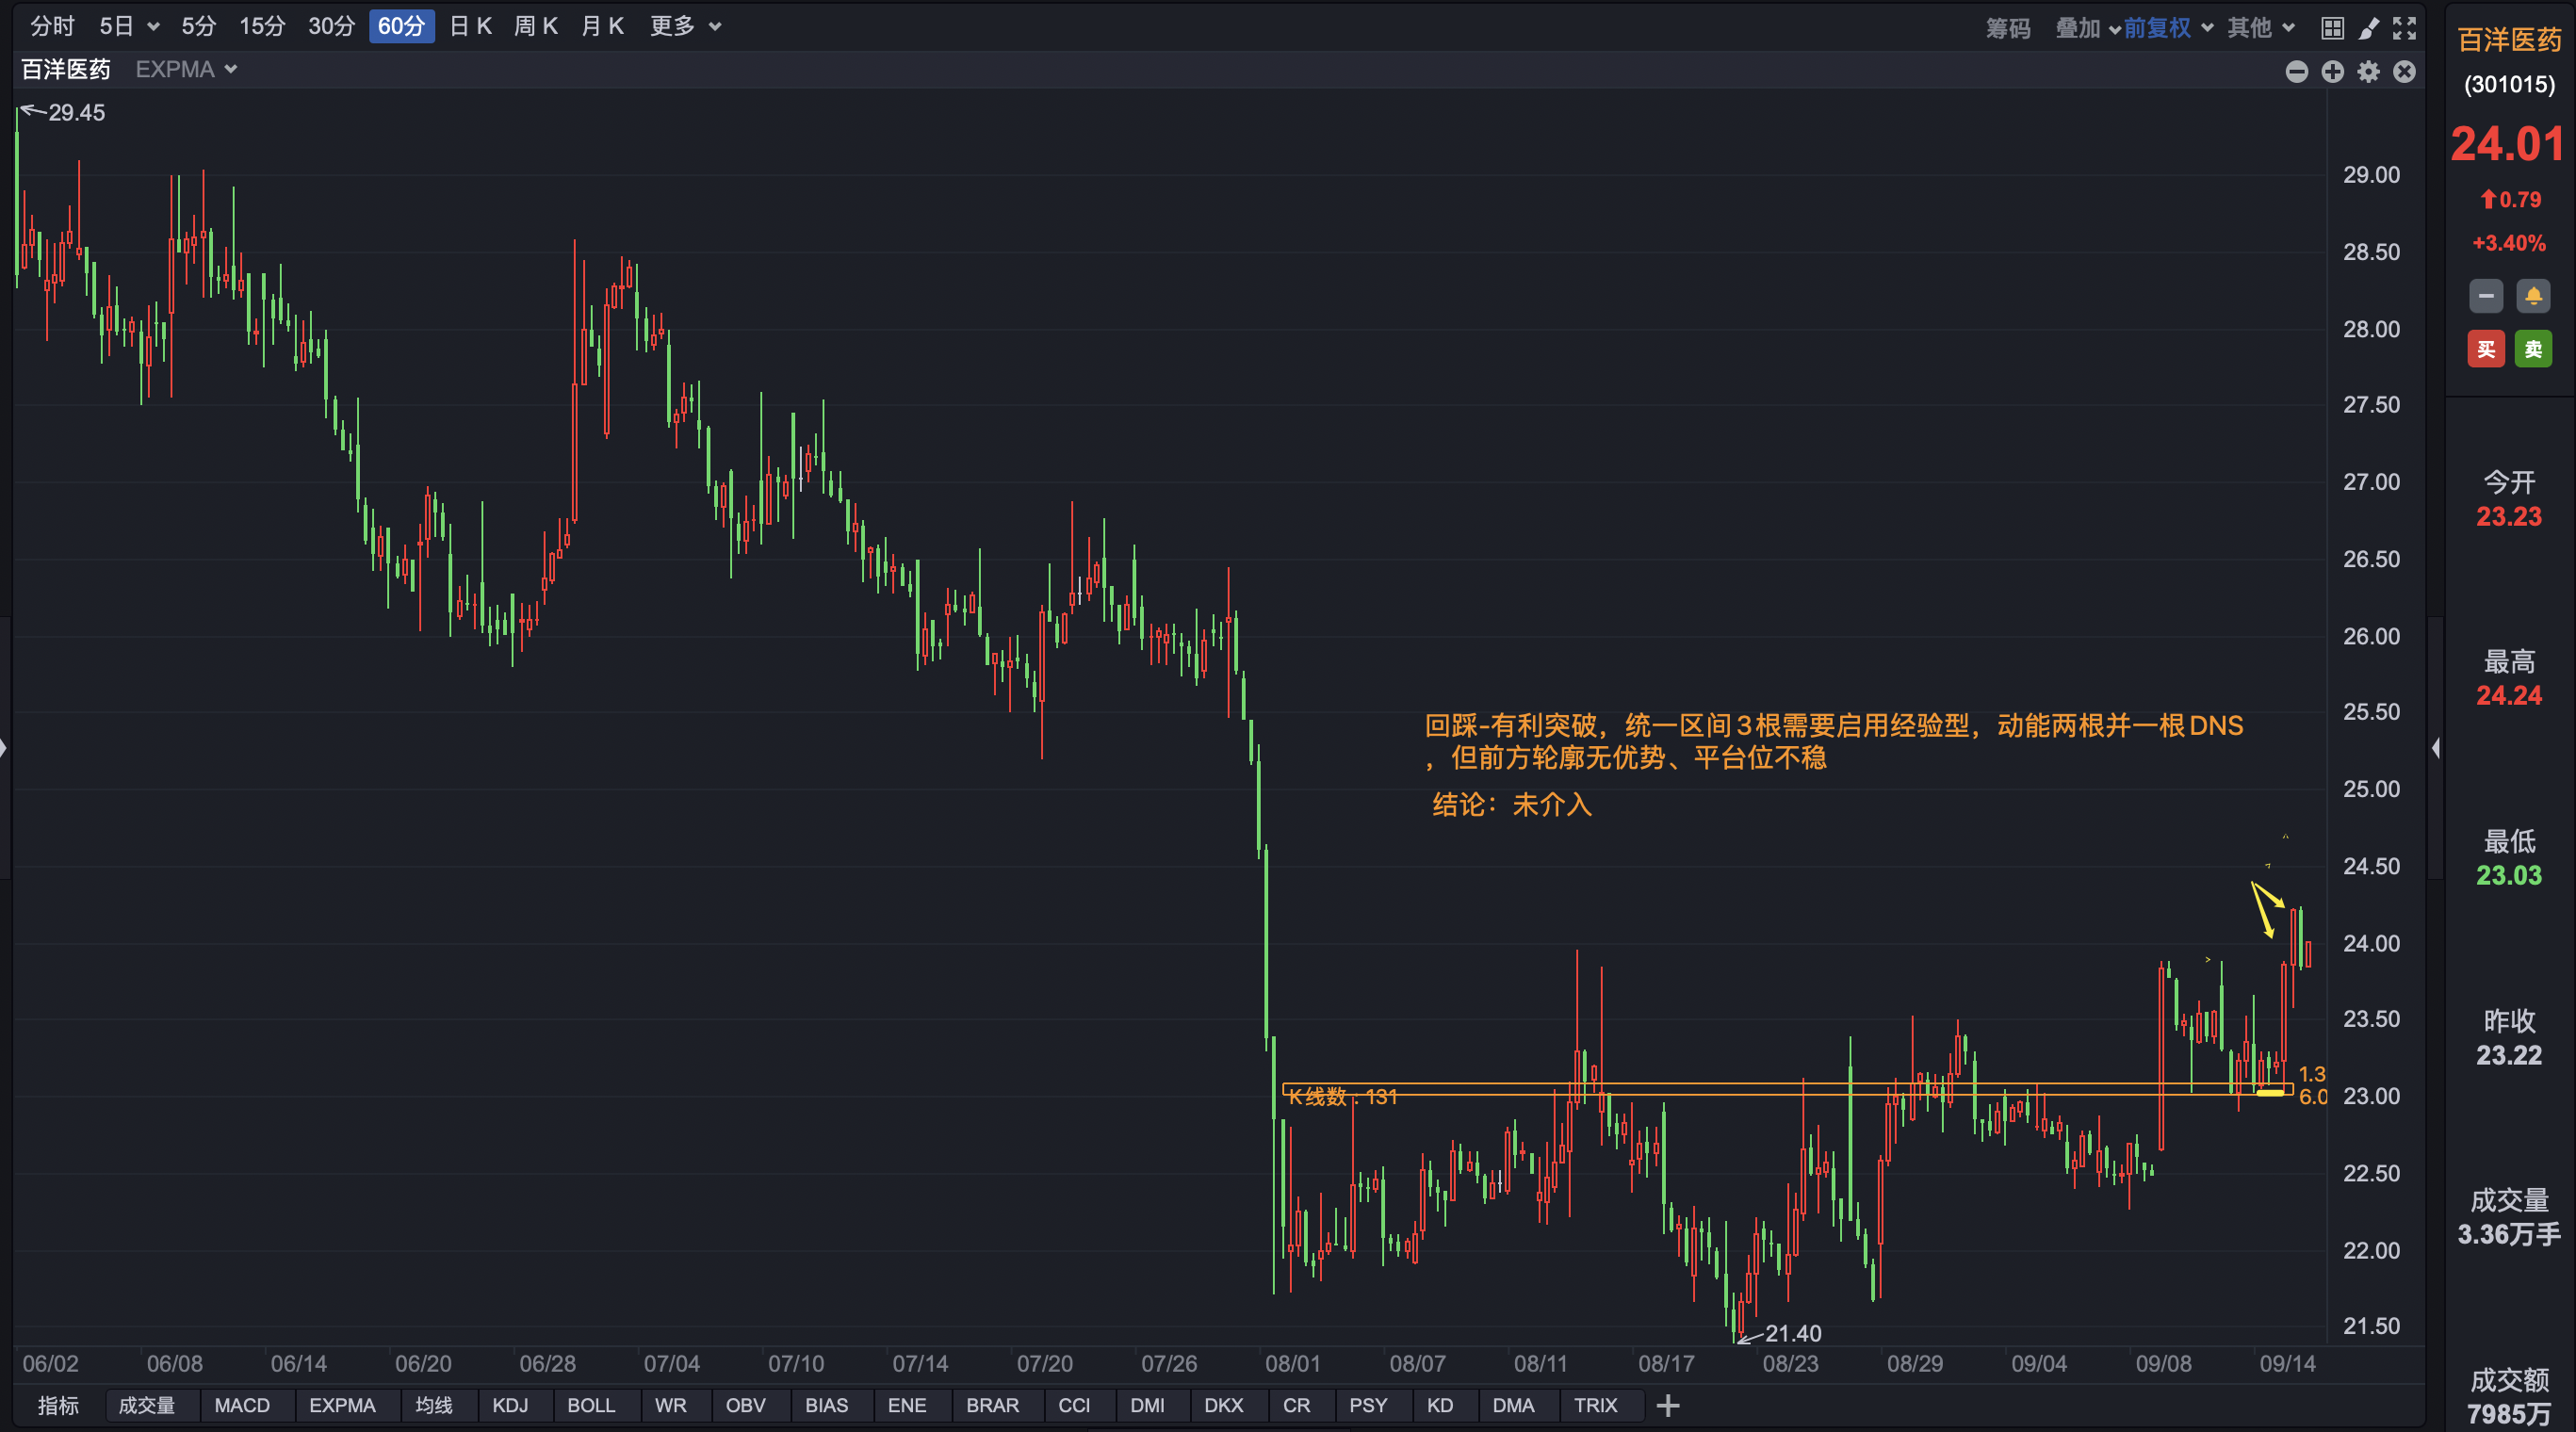 分时 5日 5分 15分 30分 60分 日K 周K 月K 更多 筹码 叠加 前复权 其他
百洋医药 EXPMA
29.45
29.00
28.50
28.00
27.50
27.00
26.50
26.00
25.50
25.00
24.50
24.00
23.50
23.00
22.50
22.00
21.50
回踩-有利突破，统一区间3根需要启用经验型，动能两根并一根DNS
，但前方轮廓无优势、平台位不稳
结论：未介入
K线数：131
1.3
6.0
21.40
06/02 06/08 06/14 06/20 06/28 07/04 07/10 07/14 07/20 07/26 08/01 08/07 08/11 08/17 08/23 08/29 09/04 09/08 09/14
指标 成交量 MACD EXPMA 均线 KDJ BOLL WR OBV BIAS ENE BRAR CCI DMI DKX CR PSY KD DMA TRIX
百洋医药
(301015)
24.01
0.79
+3.40%
买 卖
今开
23.23
最高
24.24
最低
23.03
昨收
23.22
成交量
3.36万手
成交额
7985万